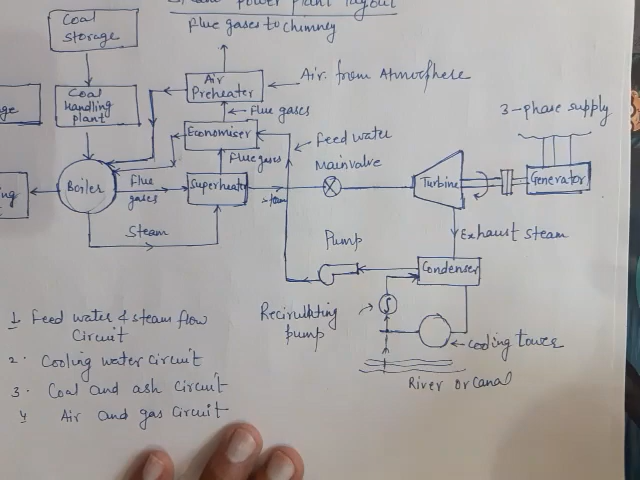 Steam power plant layout
Flue gases to chimney
Coal
storage
Air
Preheater
Air from Atmosphere
Coal
handling
plant
Flue gases
Economiser
Feed water
3-phase supply
Flue gases
Main valve
Boiler
Flue
gases
Superheater
steam
Turbine
Generator
Steam
Exhaust steam
Pump
Condenser
Recirculating
pump
Cooling tower
River or canal
1 Feed water & steam flow
Circuit
2. Cooling water circuit
3. Coal and ash circuit
4 Air and gas circuit